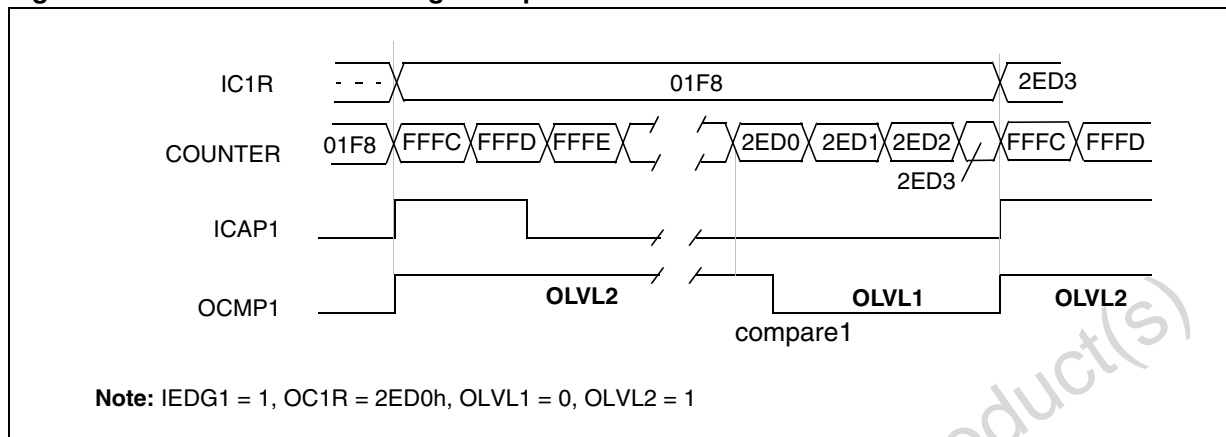 IC1R - - - 01F8 2ED3
COUNTER 01F8 FFFC FFFD FFFE 2ED0 2ED1 2ED2 FFFC FFFD
2ED3
ICAP1
OCMP1 OLVL2 OLVL1 OLVL2
compare1
Note: IEDG1 = 1, OC1R = 2ED0h, OLVL1 = 0, OLVL2 = 1